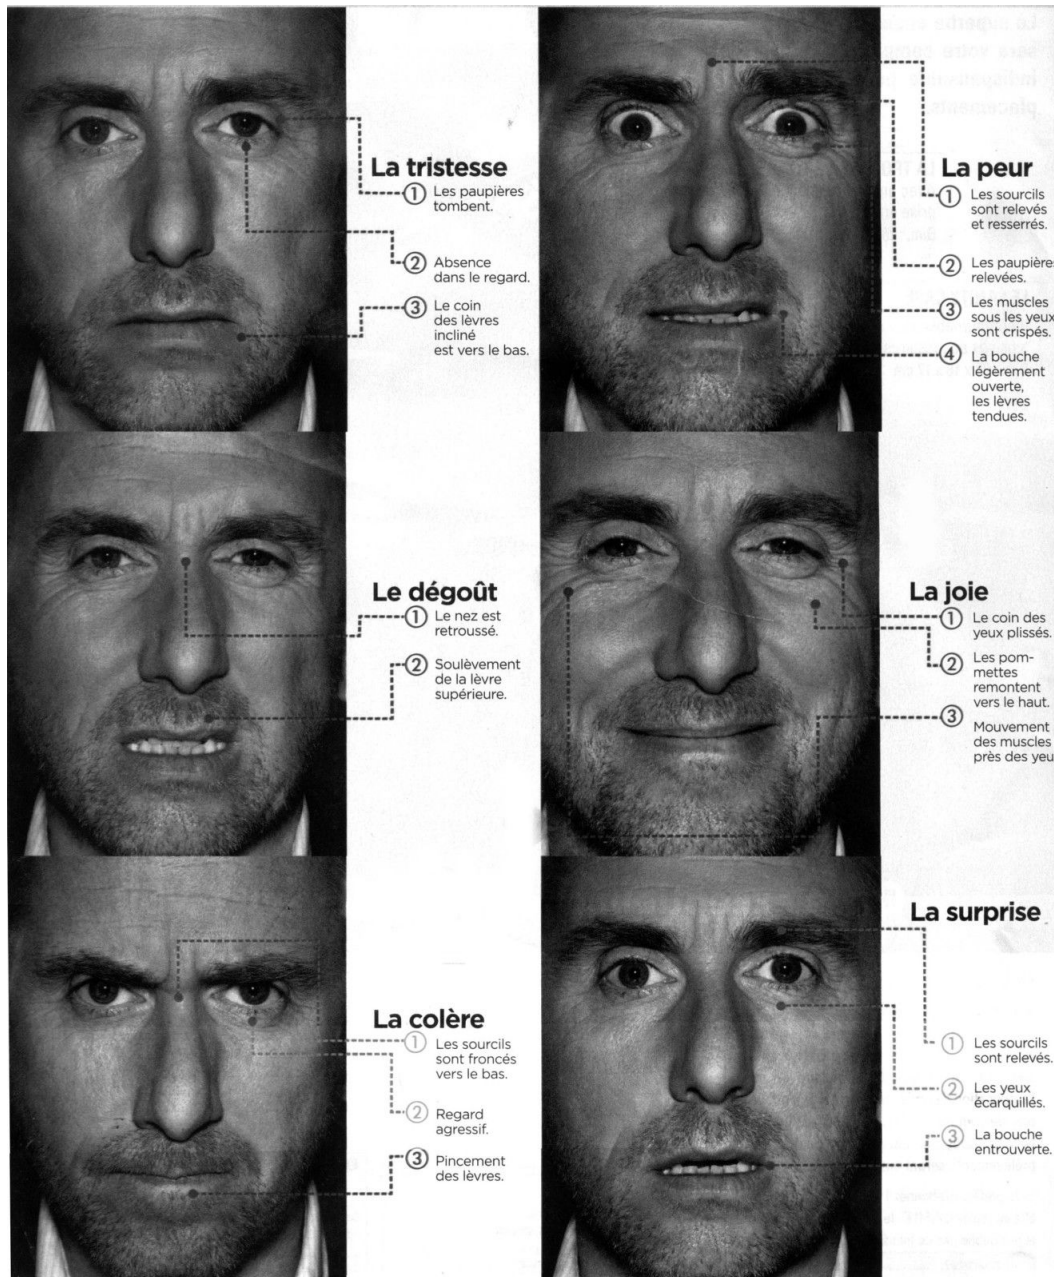 La tristesse
1 Les paupières
tombent.
2 Absence
dans le regard.
3 Le coin
des lèvres
incliné
est vers le bas.
La peur
1 Les sourcils
sont relevés
et resserrés.
2 Les paupières
relevées.
3 Les muscles
sous les yeux
sont crispés.
4 La bouche
légèrement
ouverte,
les lèvres
tendues.
Le dégoût
1 Le nez est
retroussé.
2 Soulèvement
de la lèvre
supérieure.
La joie
1 Le coin des
yeux plissés.
2 Les pom-
mettes
remontent
vers le haut.
3 Mouvement
des muscles
près des yeu
La colère
1 Les sourcils
sont froncés
vers le bas.
2 Regard
agressif.
3 Pincement
des lèvres.
La surprise
1 Les sourcils
sont relevés.
2 Les yeux
écarquillés.
3 La bouche
entrouverte.